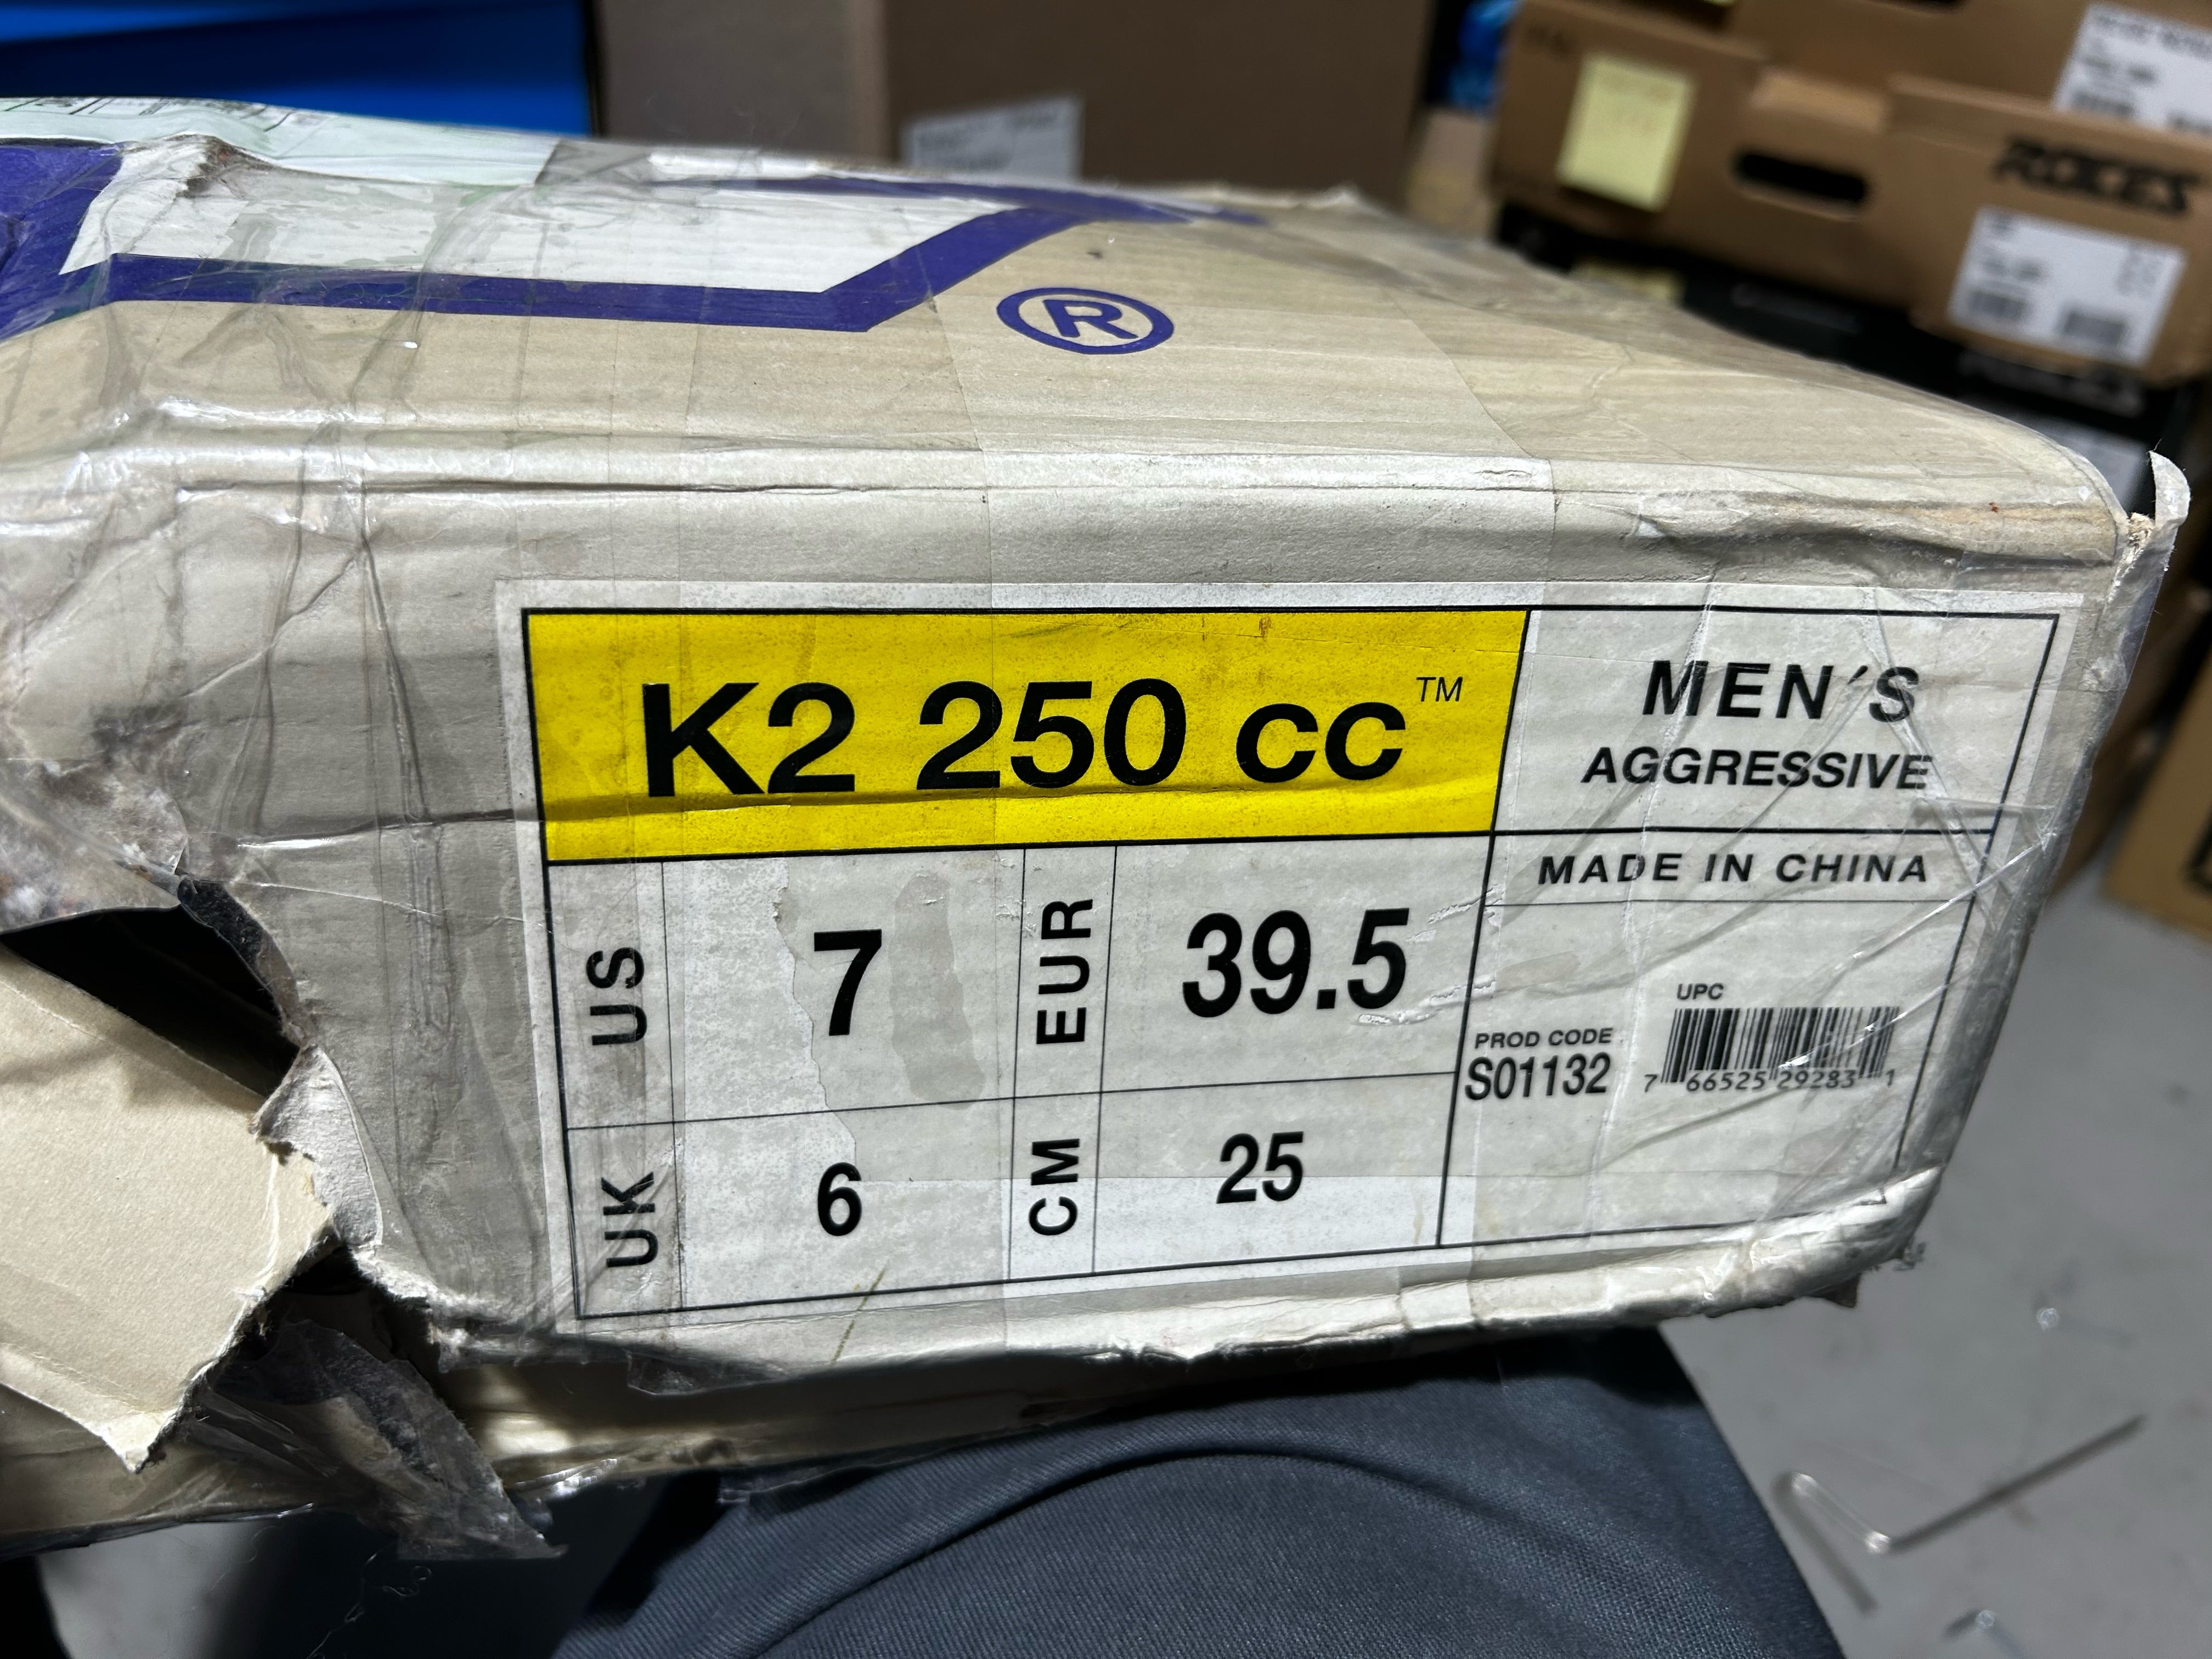 ®
ROCES
K2 250 cc™
MEN'S
AGGRESSIVE
MADE IN CHINA
US 7 EUR 39.5
UK 6 CM 25
UPC
PROD CODE
S01132
7 66525 29283 1